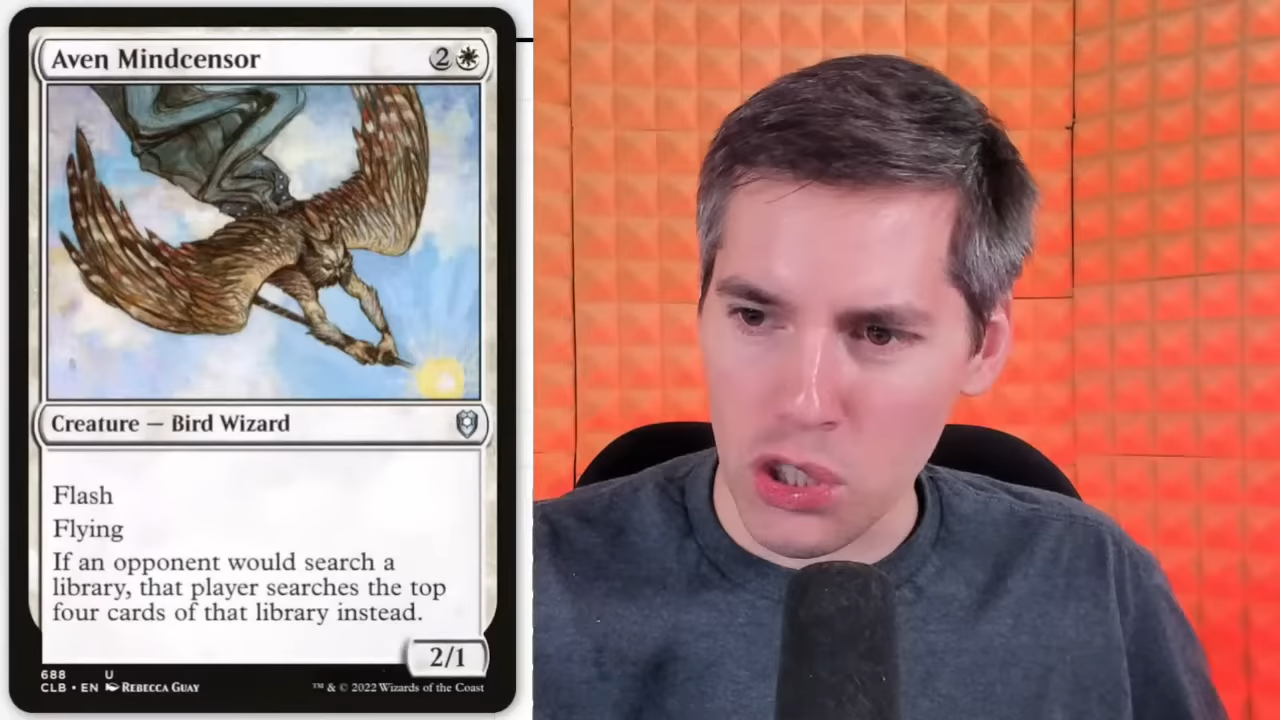 Aven Mindcensor 2
Creature — Bird Wizard
Flash
Flying
If an opponent would search a
library, that player searches the top
four cards of that library instead.
2/1
688 U
CLB • EN REBECCA GUAY ™ & © 2022 Wizards of the Coast